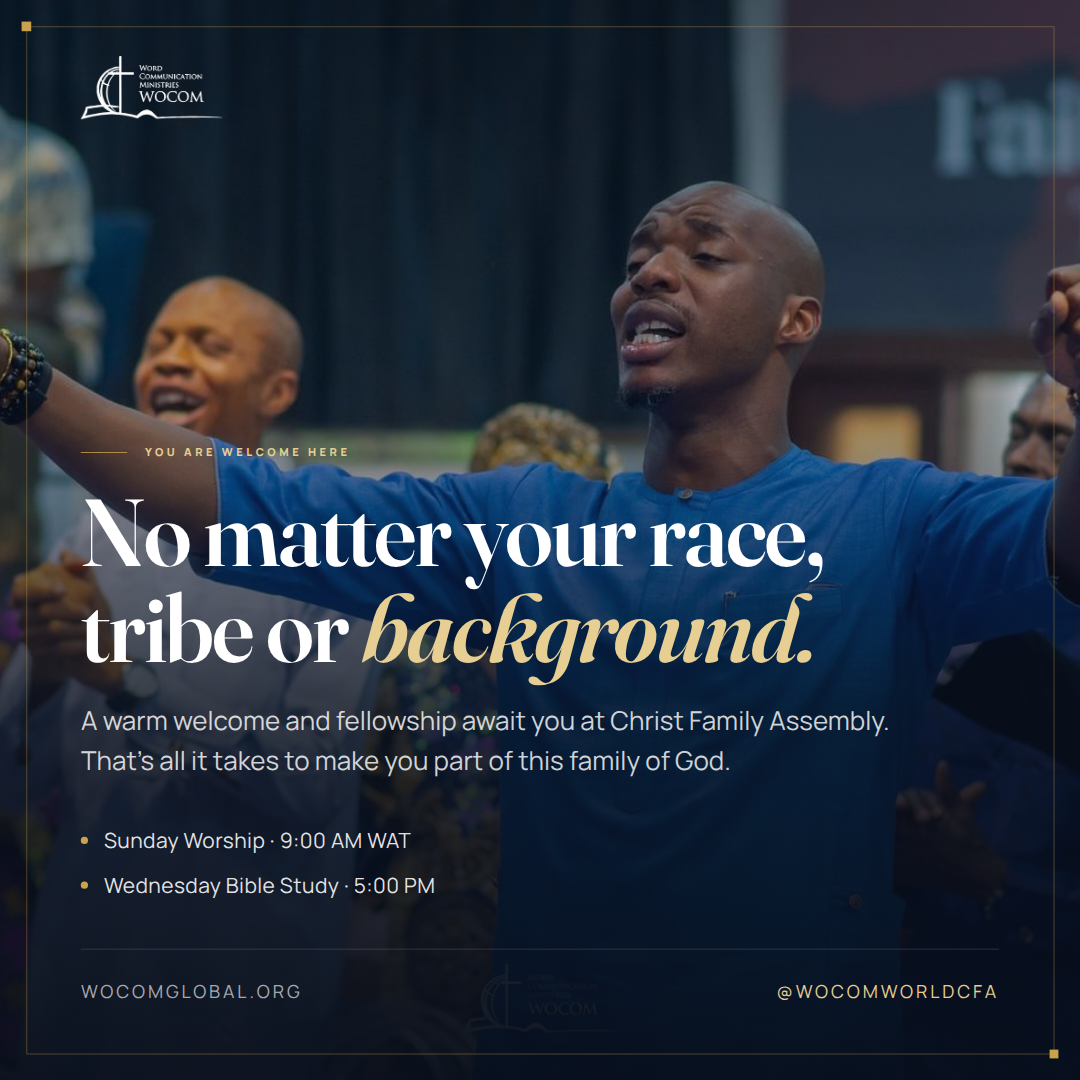 WORD
COMMUNICATION
MINISTRIES
WOCOM
YOU ARE WELCOME HERE
No matter your race,
tribe or background.
A warm welcome and fellowship await you at Christ Family Assembly.
That's all it takes to make you part of this family of God.
Sunday Worship · 9:00 AM WAT
Wednesday Bible Study · 5:00 PM
WOCOMGLOBAL.ORG
WOCOM
@WOCOMWORLDCFA